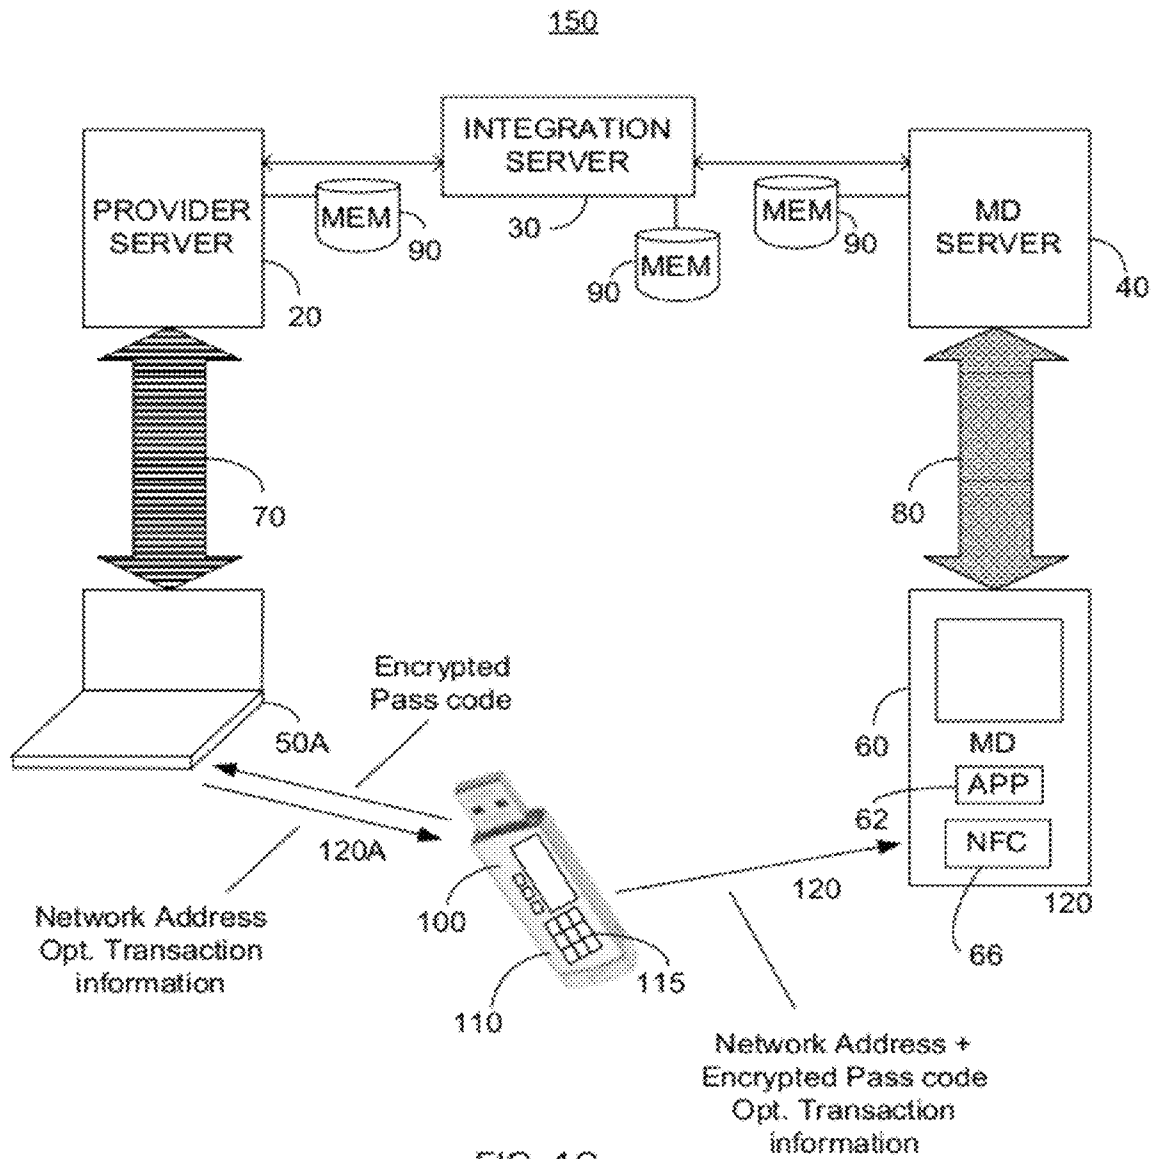 150
INTEGRATION
SERVER
PROVIDER
SERVER
MEM
90
30
MEM
90
MEM
90
MD
SERVER
20
40
70
80
Encrypted
Pass code
50A
60
MD
APP
62
NFC
120A
120
120
100
66
Network Address
Opt. Transaction
information
115
110
Network Address +
Encrypted Pass code
Opt. Transaction
information